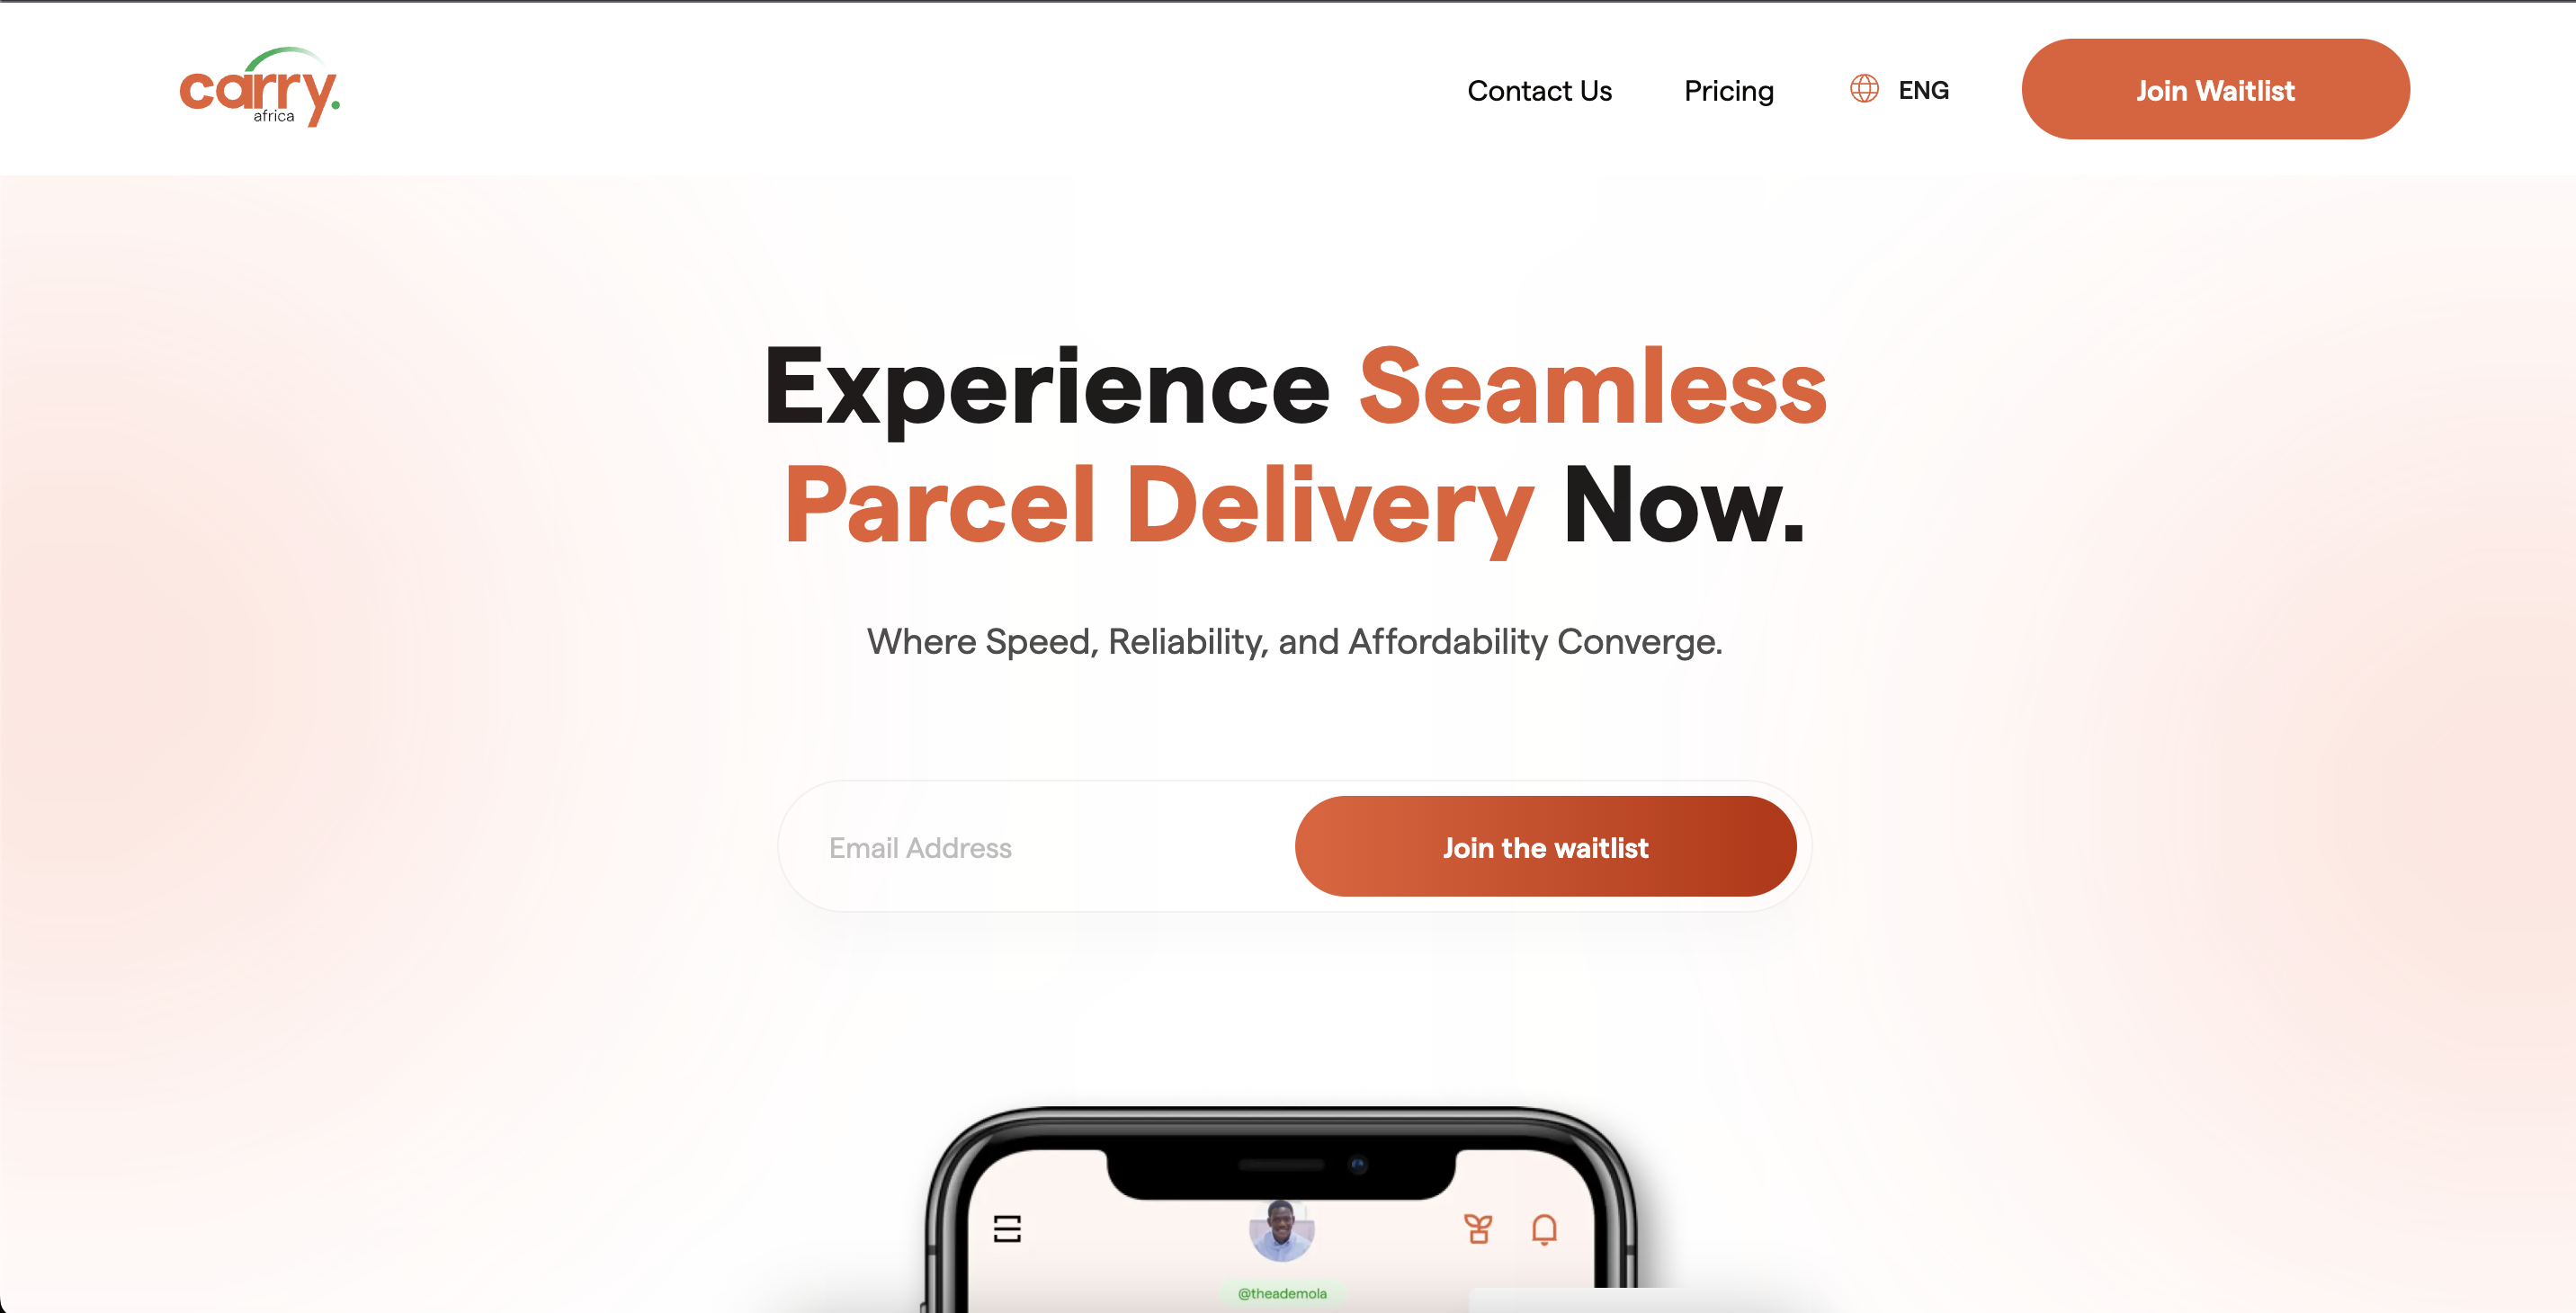 carry.
africa
Contact Us
Pricing
ENG
Join Waitlist
Experience Seamless
Parcel Delivery Now.
Where Speed, Reliability, and Affordability Converge.
Email Address
Join the waitlist
@theademola